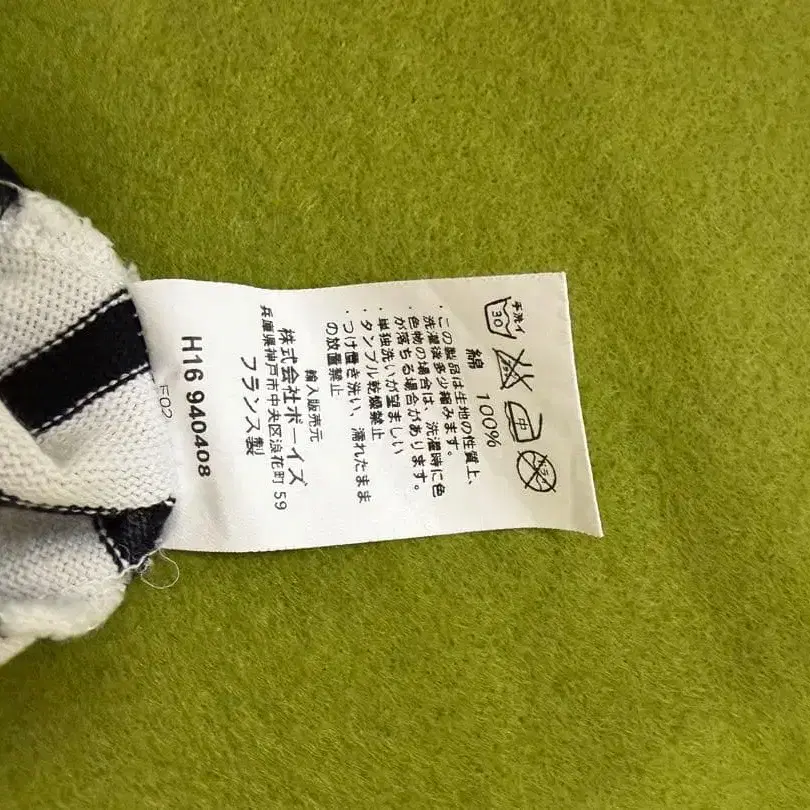 手洗イ
30
中
ドライ
綿 100%
・この製品は生地の性質上、
洗濯後多少縮みます。
・色物の場合は、洗濯時に色
が落ちる場合があります。
・単独洗いが望ましい
・タンブル乾燥禁止
・つけ置き洗い、濡れたまま
の放置禁止
輸入販売元
株式会社ボーイズ
兵庫県神戸市中央区浪花町 59
フランス製
H16 940408
F02